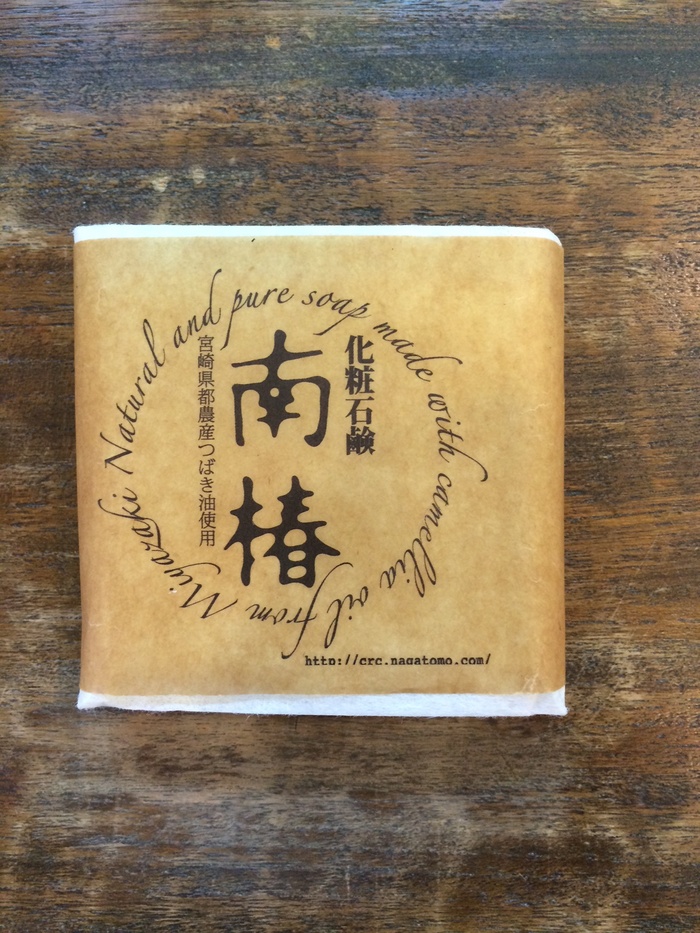 Natural and pure soap made with camellia oil from Miyazaki
化粧石鹸
南椿
宮崎県都農産つばき油使用
http://crc.nagatomo.com/